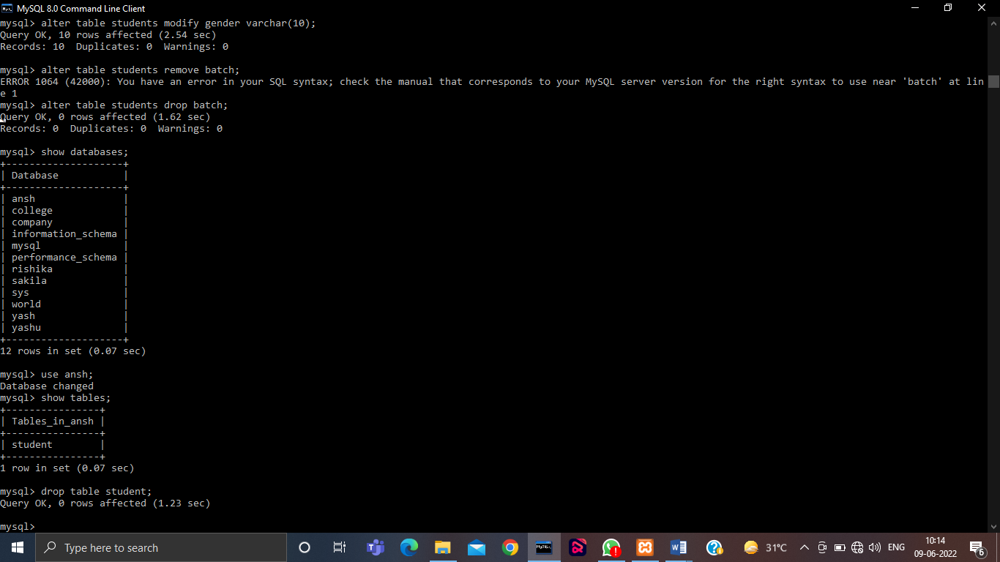 MySQL 8.0 Command Line Client
mysql> alter table students modify gender varchar(10);
Query OK, 10 rows affected (2.54 sec)
Records: 10  Duplicates: 0  Warnings: 0
mysql> alter table students remove batch;
ERROR 1064 (42000): You have an error in your SQL syntax; check the manual that corresponds to your MySQL server version for the right syntax to use near 'batch' at lin
e 1
mysql> alter table students drop batch;
Query OK, 0 rows affected (1.62 sec)
Records: 0  Duplicates: 0  Warnings: 0
mysql> show databases;
+--------------------+
| Database           |
+--------------------+
| ansh               |
| college            |
| company            |
| information_schema |
| mysql              |
| performance_schema |
| rishika            |
| sakila             |
| sys                |
| world              |
| yash               |
| yashu              |
+--------------------+
12 rows in set (0.07 sec)
mysql> use ansh;
Database changed
mysql> show tables;
+----------------+
| Tables_in_ansh |
+----------------+
| student        |
+----------------+
1 row in set (0.07 sec)
mysql> drop table student;
Query OK, 0 rows affected (1.23 sec)
mysql>
Type here to search
31°C
ENG
10:14
09-06-2022
6